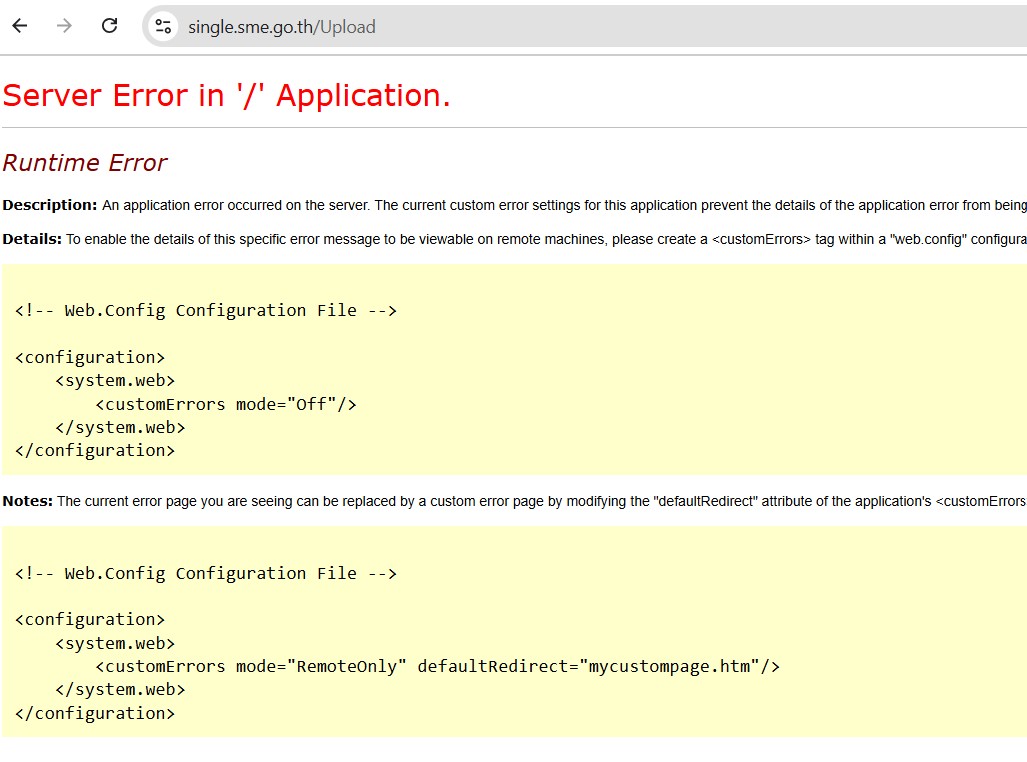 single.sme.go.th/Upload
Server Error in '/' Application.
Runtime Error
Description: An application error occurred on the server. The current custom error settings for this application prevent the details of the application error from being
Details: To enable the details of this specific error message to be viewable on remote machines, please create a <customErrors> tag within a "web.config" configura
<!-- Web.Config Configuration File -->
<configuration>
    <system.web>
        <customErrors mode="Off"/>
    </system.web>
</configuration>
Notes: The current error page you are seeing can be replaced by a custom error page by modifying the "defaultRedirect" attribute of the application's <customErrors
<!-- Web.Config Configuration File -->
<configuration>
    <system.web>
        <customErrors mode="RemoteOnly" defaultRedirect="mycustompage.htm"/>
    </system.web>
</configuration>